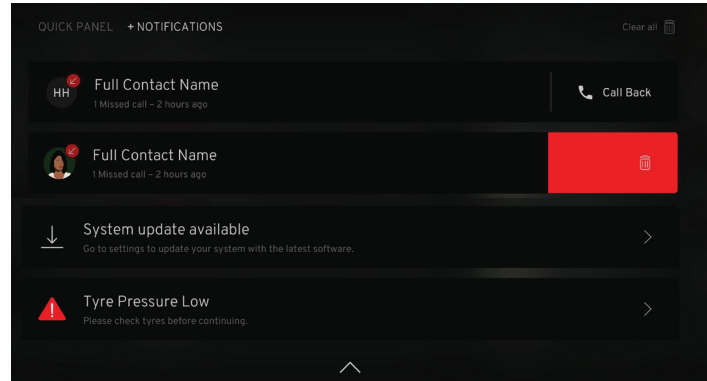 QUICK PANEL + NOTIFICATIONS Clear all
HH Full Contact Name
1 Missed call – 2 hours ago
Call Back
Full Contact Name
1 Missed call – 2 hours ago
System update available
Go to settings to update your system with the latest software.
Tyre Pressure Low
Please check tyres before continuing.